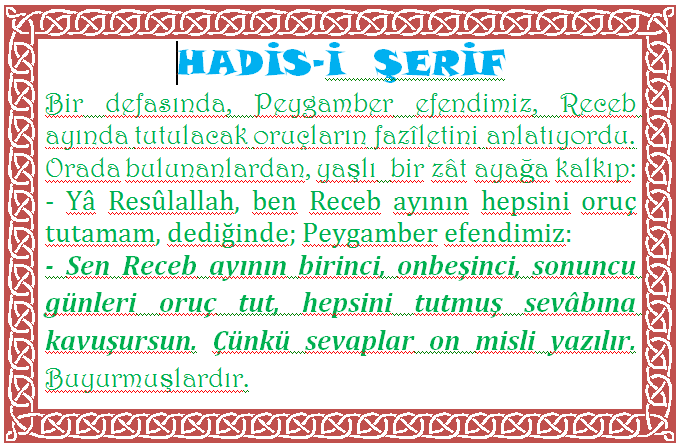 HADİS-İ ŞERİF
Bir defasında, Peygamber efendimiz, Receb
ayında tutulacak oruçların fazîletini anlatıyordu.
Orada bulunanlardan, yaşlı bir zât ayağa kalkıp:
- Yâ Resûlallah, ben Receb ayının hepsini oruç
tutamam, dediğinde; Peygamber efendimiz:
- Sen Receb ayının birinci, onbeşinci, sonuncu
günleri oruç tut, hepsini tutmuş sevâbına
kavuşursun. Çünkü sevaplar on misli yazılır.
Buyurmuşlardır.